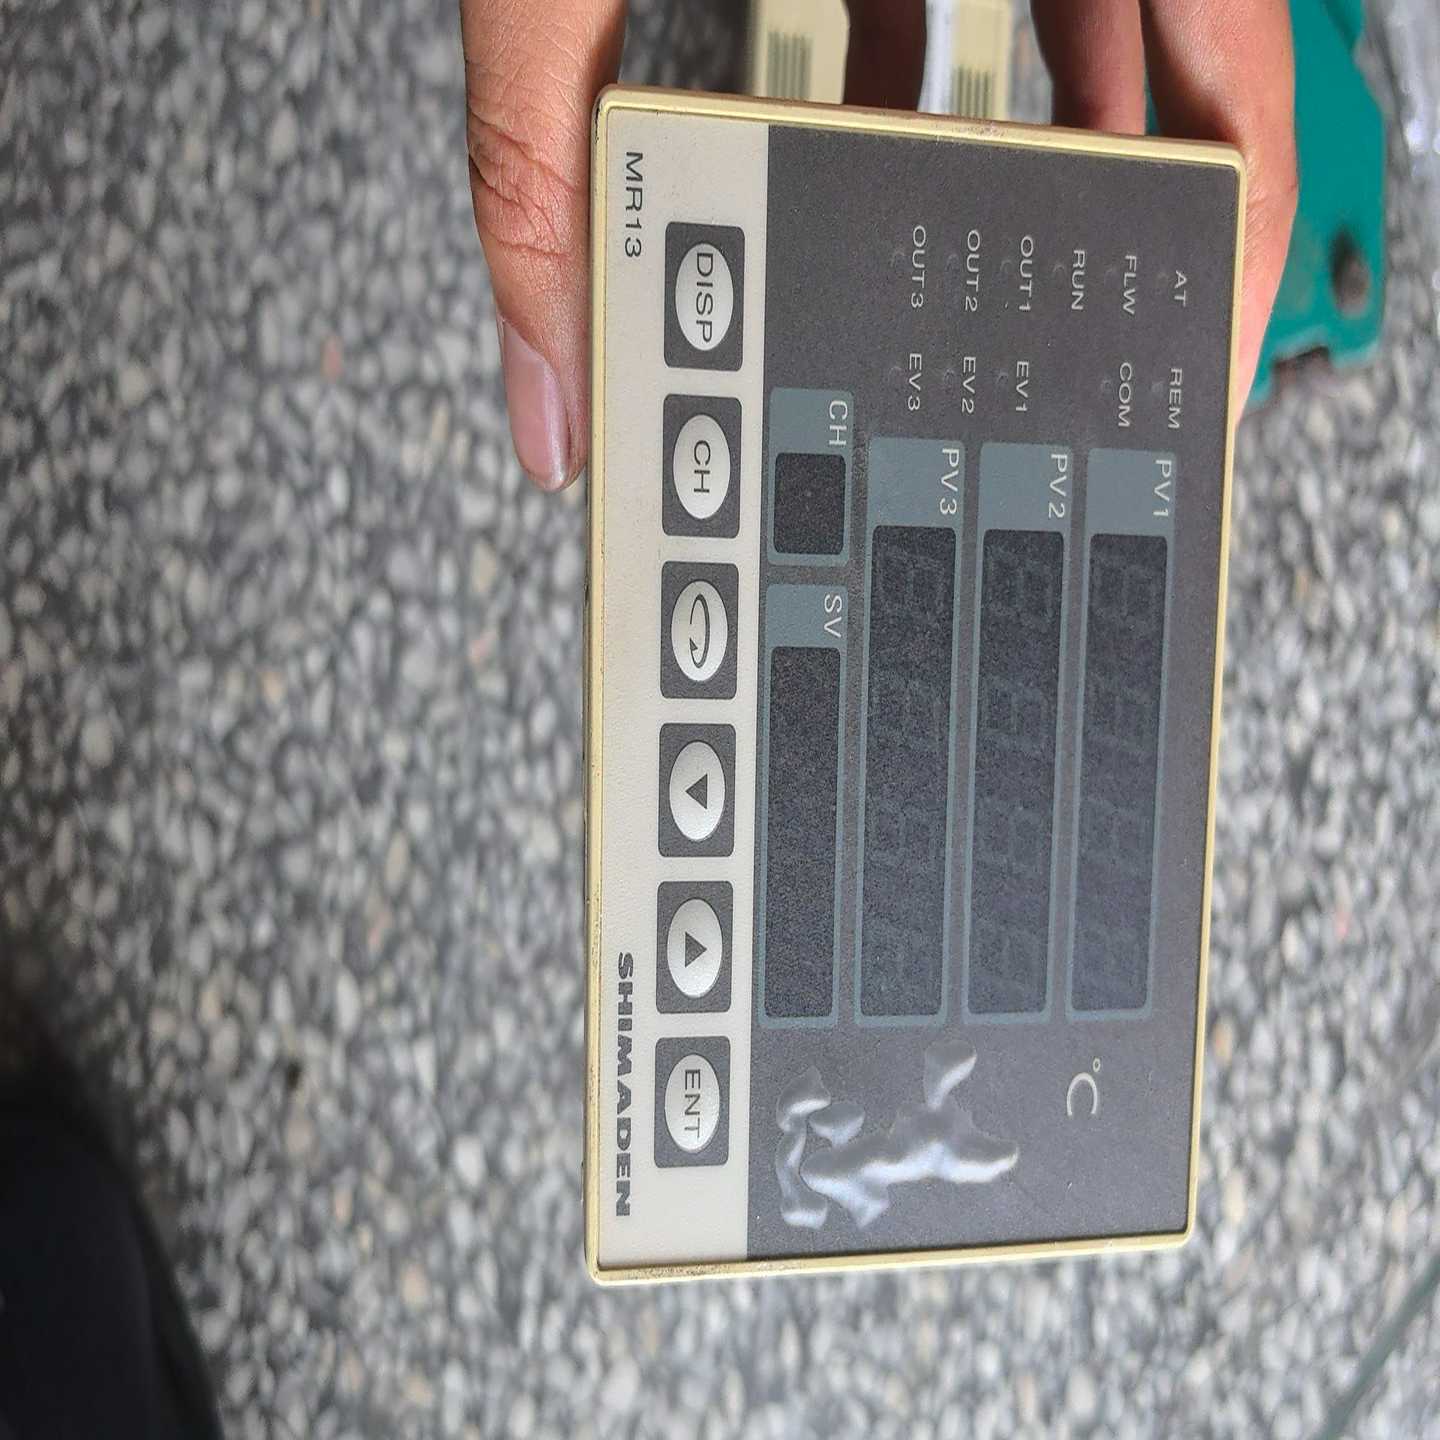 AT REM
FLW COM
RUN
OUT1 EV1
OUT2 EV2
OUT3 EV3
PV1
°C
PV2
PV3
CH
SV
DISP
CH
ENT
MR13
SHIMADEN